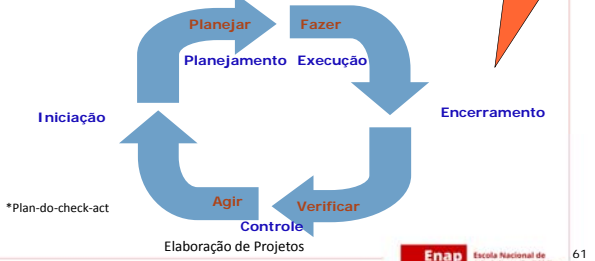 Planejar Fazer
Planejamento Execução
Iniciação
Encerramento
Agir Verificar
*Plan-do-check-act
Controle
Elaboração de Projetos
Enap Escola Nacional de
61